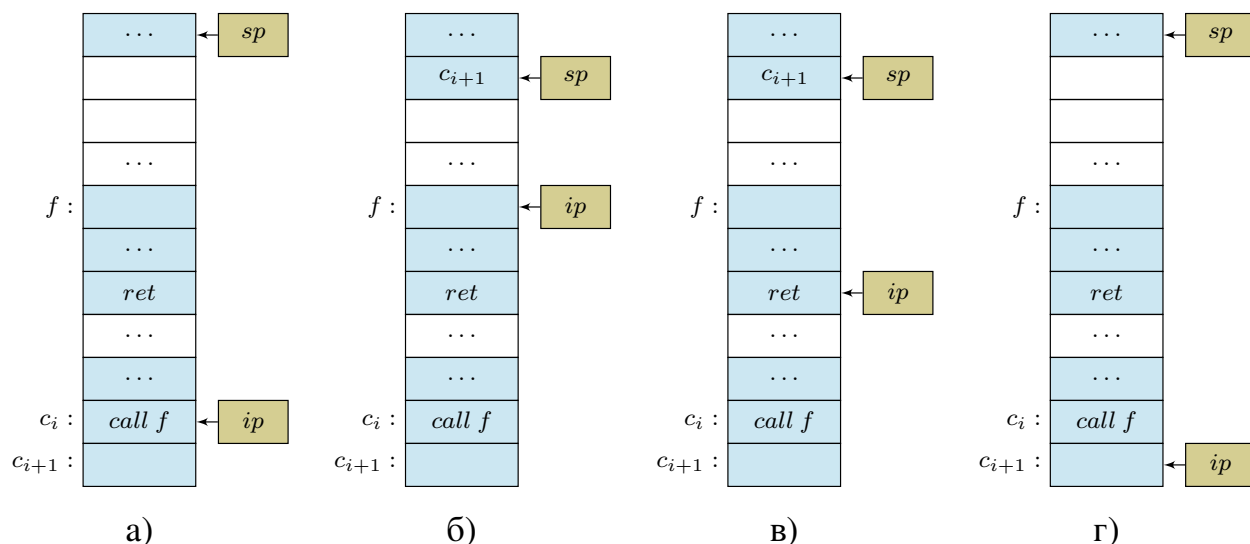 ... sp ... ... ... sp
c_{i+1} sp c_{i+1} sp
... ... ... ...
f : f : ip f : f :
... ... ... ...
ret ret ret ip ret
... ... ... ...
... ... ... ...
c_i : call f ip c_i : call f c_i : call f c_i : call f
c_{i+1} : c_{i+1} : c_{i+1} : c_{i+1} : ip
а) б) в) г)